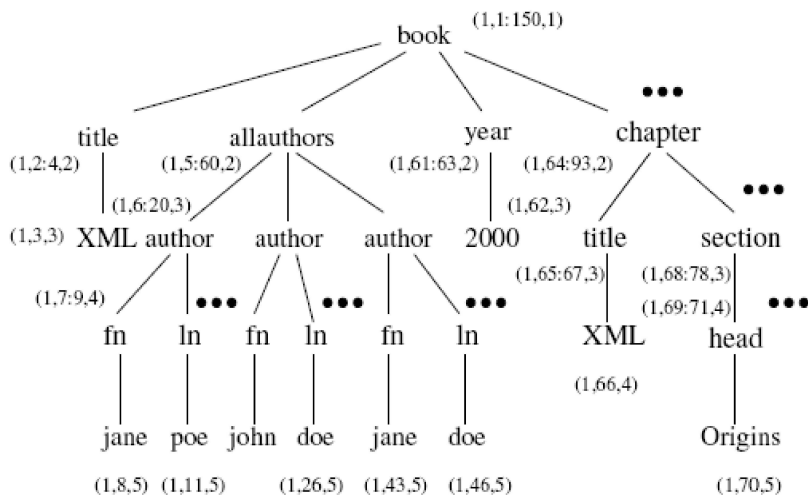 book (1,1:150,1)
title allauthors year chapter
(1,2:4,2) (1,5:60,2) (1,61:63,2) (1,64:93,2)
(1,6:20,3) (1,62,3)
(1,3,3) XML author author author 2000 title section
(1,65:67,3) (1,68:78,3)
(1,7:9,4) (1,69:71,4)
fn ln fn ln fn ln XML head
(1,66,4)
jane poe john doe jane doe Origins
(1,8,5) (1,11,5) (1,26,5) (1,43,5) (1,46,5) (1,70,5)